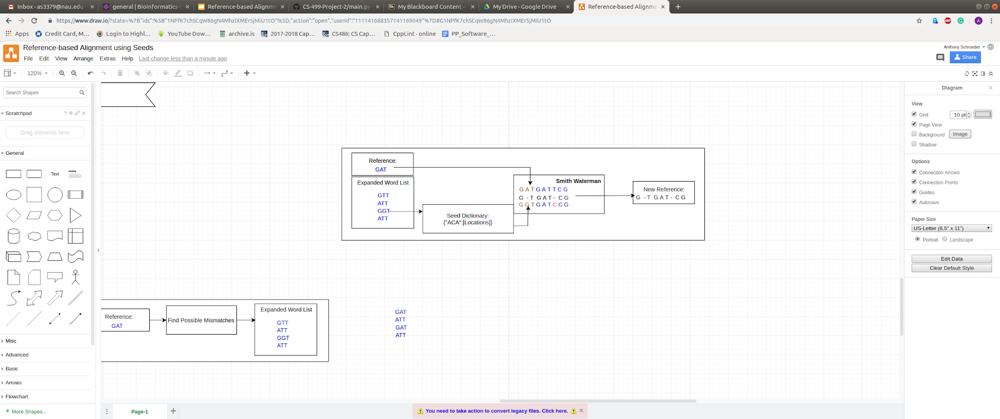 Inbox - as3379@nau.edu
general | Bioinformatics-N
Reference-based Alignme
CS-499-Project-2/main.py
Bb My Blackboard Content –
My Drive - Google Drive
Reference-based Alignme
https://www.draw.io/?state=%7B"ids":%5B"1NPfK7chSCqW86gN4MhziXMEr5jMiU1tO"%5D,"action":"open","userId":"111141688357141169049"%7D#G1NPfK7chSCqW86gN4MhziXMEr5jMiU1tO
ABP
A
Apps
Credit Card, M...
Login to Highl...
YouTube Dow...
archive.is
2017-2018 Cap...
CS486: CS Cap...
CppLint · online
PP_Software_...
Reference-based Alignment using Seeds
Anthony Schroeder
File Edit View Arrange Extras Help Last change less than a minute ago
Share
120%
Search Shapes
Scratchpad
?
Drag elements here
General
Text
Heading
Misc
Advanced
Basic
Arrows
Flowchart
+ More Shapes...
Reference:
GAT
Expanded Word List
GTT
ATT
GGT
ATT
Seed Dictionary:
{"ACA":[Locations]}
Smith Waterman
G A T G A T T C G
G - T G A T - C G
G G T G A T C C G
New Reference:
G - T G A T - C G
Reference:
GAT
Find Possible Mismatches
Expanded Word List
GTT
ATT
GGT
ATT
GAT
ATT
GAT
ATT
Page-1
You need to take action to convert legacy files. Click here.
Diagram
View
Grid
10 pt
Page View
Background
Image
Shadow
Options
Connection Arrows
Connection Points
Guides
Autosave
Paper Size
US-Letter (8,5" x 11")
Portrait
Landscape
Edit Data
Clear Default Style